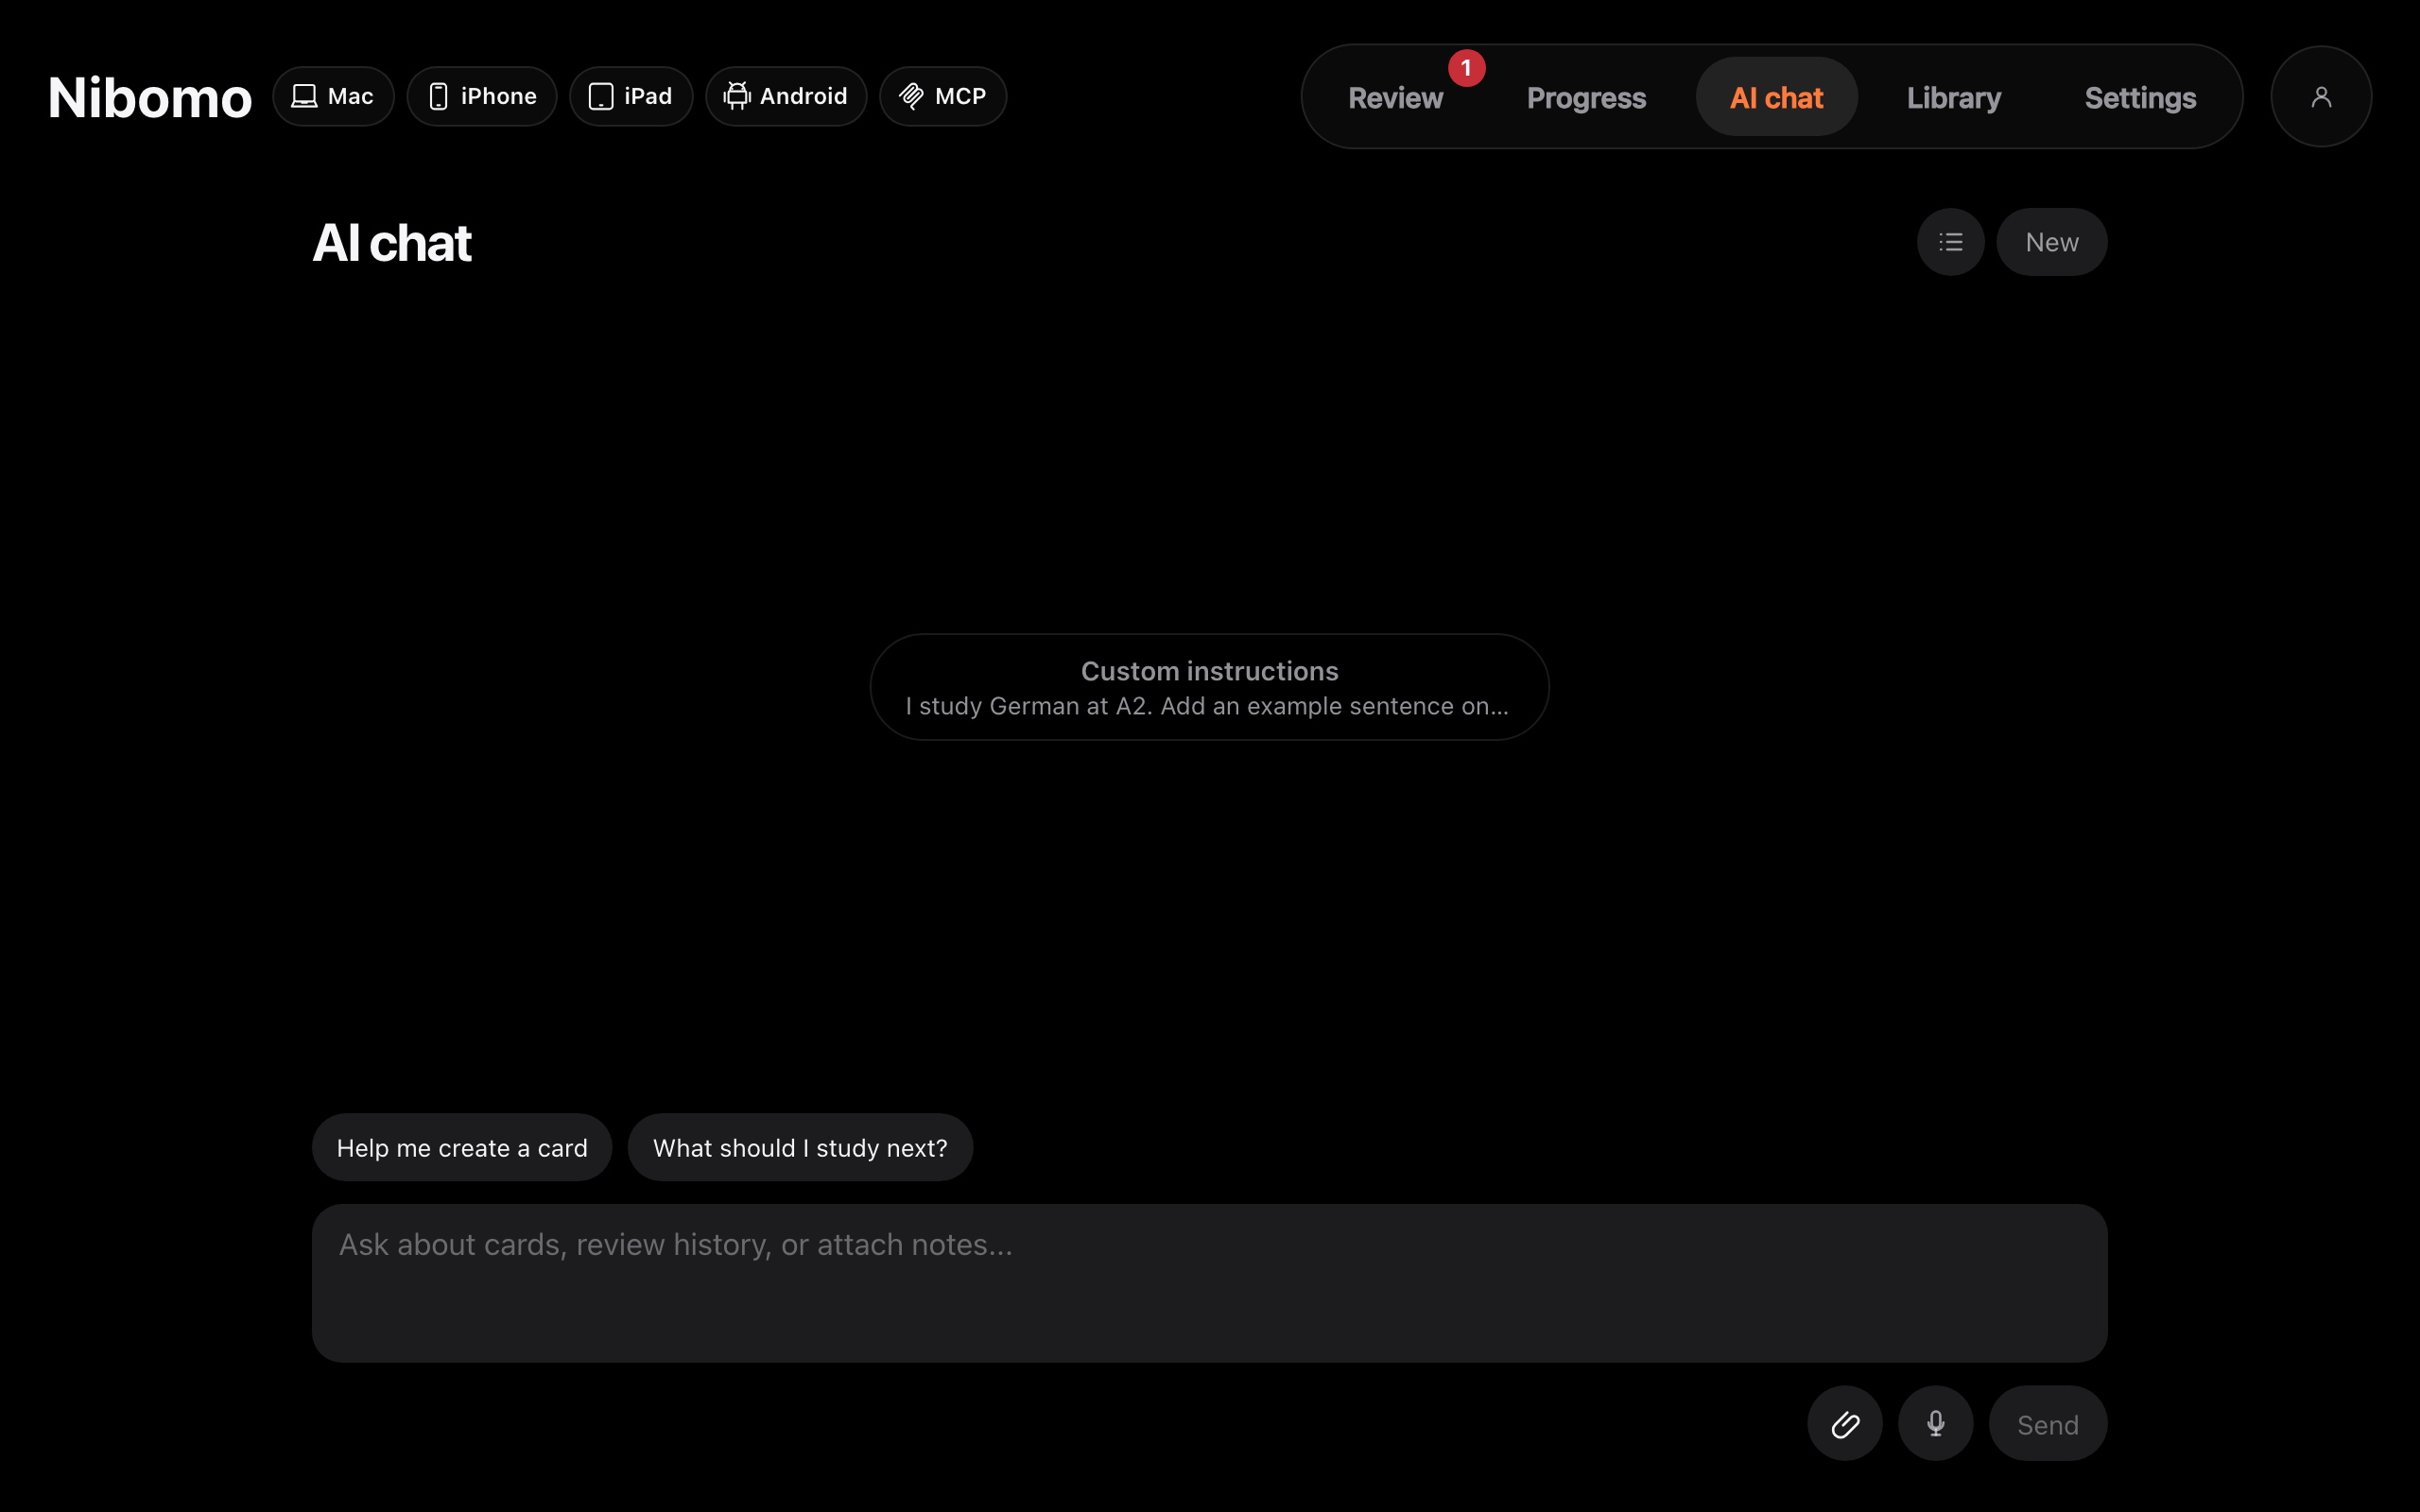 Nibomo
Mac
iPhone
iPad
Android
MCP
Review
1
Progress
AI chat
Library
Settings
AI chat
New
Custom instructions
I study German at A2. Add an example sentence on...
Help me create a card
What should I study next?
Ask about cards, review history, or attach notes...
Send